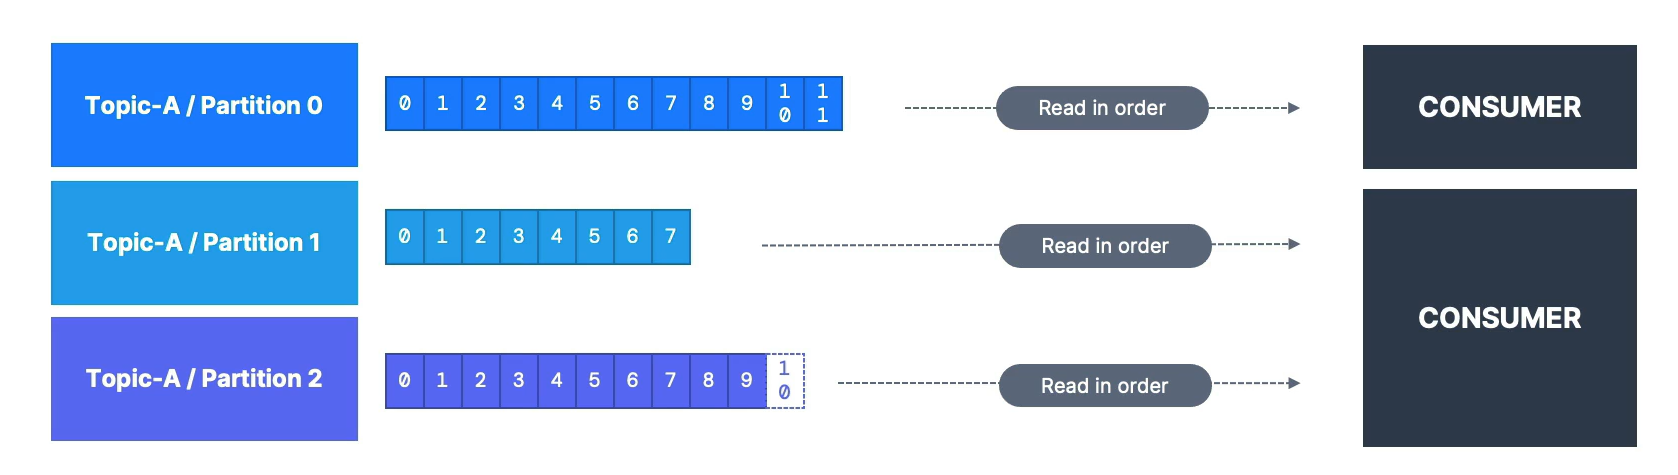 Topic-A / Partition 0
0 1 2 3 4 5 6 7 8 9 10 11
Read in order
CONSUMER
Topic-A / Partition 1
0 1 2 3 4 5 6 7
Read in order
Topic-A / Partition 2
0 1 2 3 4 5 6 7 8 9 10
Read in order
CONSUMER